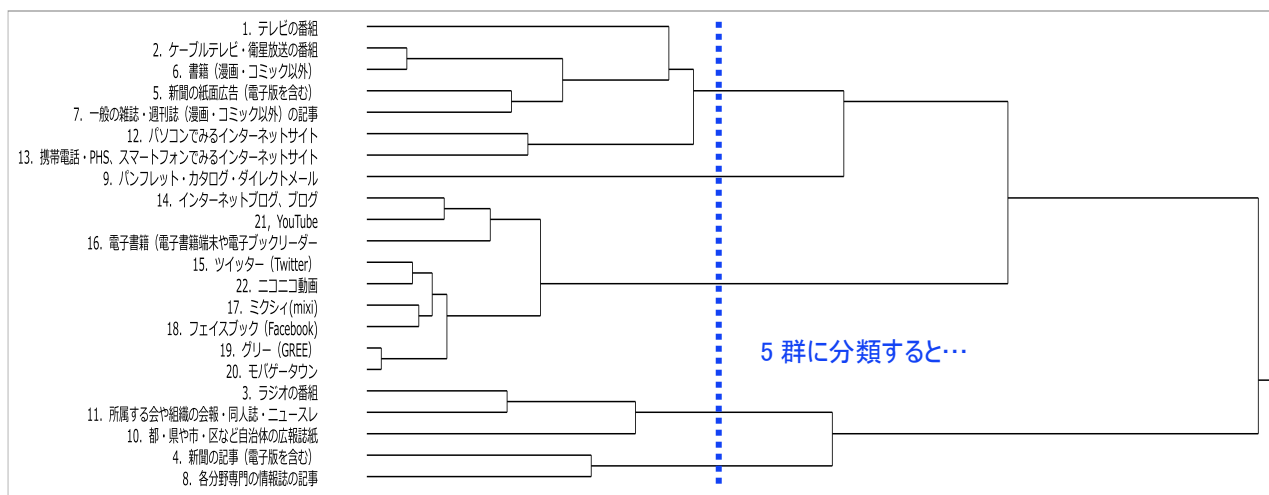 1. テレビの番組
2. ケーブルテレビ・衛星放送の番組
6. 書籍（漫画・コミック以外）
5. 新聞の紙面広告（電子版を含む）
7. 一般の雑誌・週刊誌（漫画・コミック以外）の記事
12. パソコンでみるインターネットサイト
13. 携帯電話・PHS、スマートフォンでみるインターネットサイト
9. パンフレット・カタログ・ダイレクトメール
14. インターネットブログ、ブログ
21, YouTube
16. 電子書籍（電子書籍端末や電子ブックリーダー
15. ツイッター（Twitter）
22. ニコニコ動画
17. ミクシィ(mixi)
18. フェイスブック（Facebook)
19. グリー（GREE）
20. モバゲータウン
3. ラジオの番組
11. 所属する会や組織の会報・同人誌・ニュースレ
10. 都・県や市・区など自治体の広報誌紙
4. 新聞の記事（電子版を含む）
8. 各分野専門の情報誌の記事
5 群に分類すると…